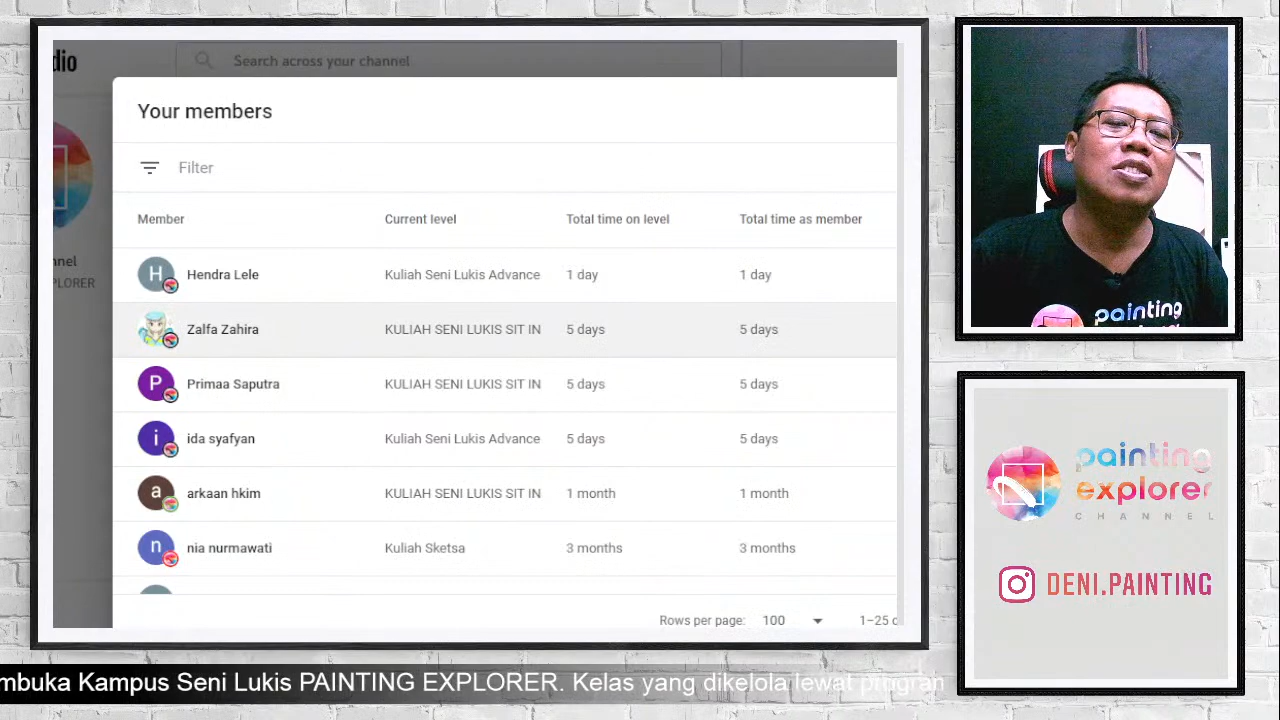 dio
Search across your channel
Your members
Filter
nnel
PLORER
Member Current level Total time on level Total time as member
H Hendra Lele Kuliah Seni Lukis Advance 1 day 1 day
Zalfa Zahira KULIAH SENI LUKIS SIT IN 5 days 5 days
P Primaa Saputra KULIAH SENI LUKIS SIT IN 5 days 5 days
i ida syafyan Kuliah Seni Lukis Advance 5 days 5 days
a arkaan hkim KULIAH SENI LUKIS SIT IN 1 month 1 month
n nia nurmawati Kuliah Sketsa 3 months 3 months
Rows per page: 100 1–25 o
painting
painting
explorer
CHANNEL
DENI.PAINTING
mbuka Kampus Seni Lukis PAINTING EXPLORER. Kelas yang dikelola lewat program